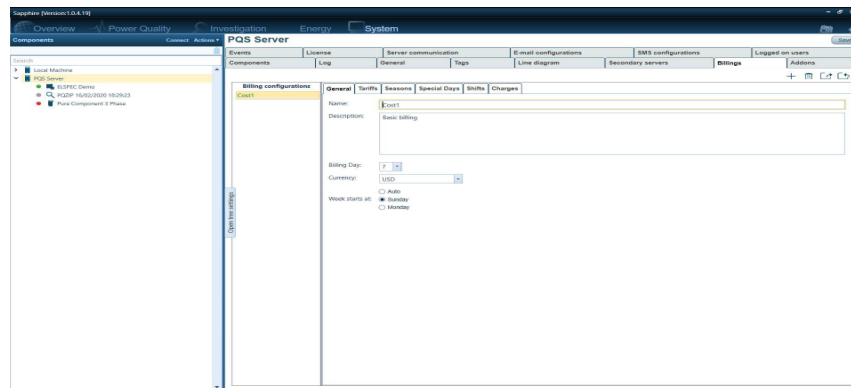 Sapphire [Version:1.0.4.19]
Overview Power Quality Investigation Energy System
Components Connect Actions
PQS Server
Save
Events License Server communication E-mail configurations SMS configurations Logged on users
Components Log General Tags Line diagram Secondary servers Billings Addons
Search
Local Machine
PQS Server
ELSPEC Demo
PQZIP 16/02/2020 10:29:23
Pure Component 3 Phase
Billing configurations
Cost1
General Tariffs Seasons Special Days Shifts Charges
Name: Cost1
Description: Basic billing
Billing Day: 7
Currency: USD
Week starts at: Auto
Sunday
Monday
Open tree settings